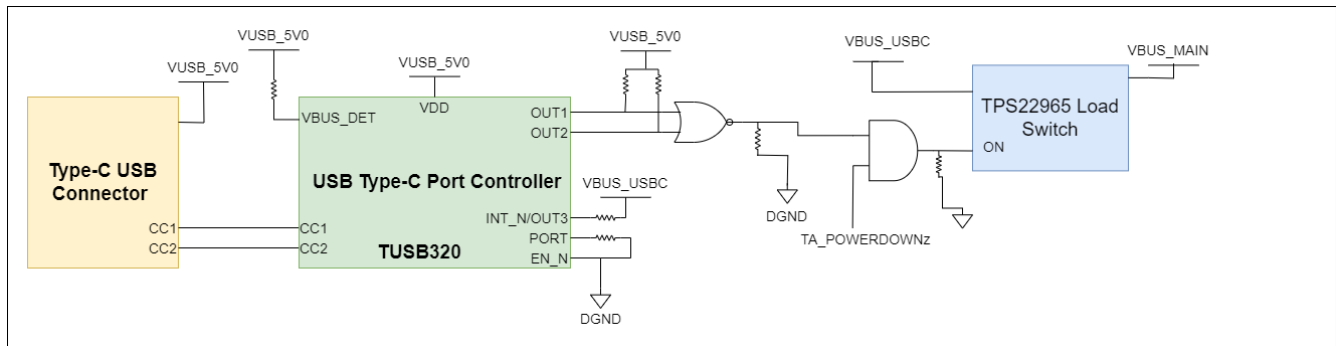 VUSB_5V0
VUSB_5V0
VUSB_5V0
VUSB_5V0
VBUS_USBC
VBUS_MAIN
VDD
VBUS_DET
OUT1
OUT2
TPS22965 Load
Switch
ON
Type-C USB
Connector
USB Type-C Port Controller
VBUS_USBC
DGND
INT_N/OUT3
CC1
CC1
PORT
TA_POWERDOWNz
CC2
CC2
TUSB320
EN_N
DGND